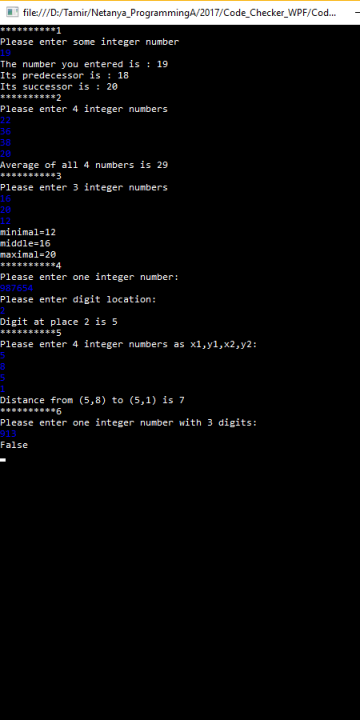 file:///D:/Tamir/Netanya_ProgrammingA/2017/Code_Checker_WPF/Cod...
**********1
Please enter some integer number
19
The number you entered is : 19
Its predecessor is : 18
Its successor is : 20
**********2
Please enter 4 integer numbers
22
36
38
20
Average of all 4 numbers is 29
**********3
Please enter 3 integer numbers
16
20
12
minimal=12
middle=16
maximal=20
**********4
Please enter one integer number:
987654
Please enter digit location:
2
Digit at place 2 is 5
**********5
Please enter 4 integer numbers as x1,y1,x2,y2:
5
8
5
1
Distance from (5,8) to (5,1) is 7
**********6
Please enter one integer number with 3 digits:
False